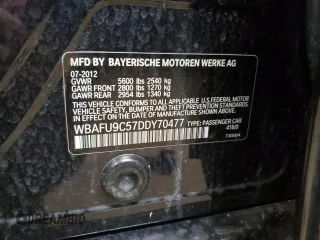 MFD BY BAYERISCHE MOTOREN WERKE AG
07-2012
GVWR 5600 lbs 2540 kg
GAWR FRONT 2800 lbs 1270 kg
GAWR REAR 2954 lbs 1340 kg
THIS VEHICLE CONFORMS TO ALL APPLICABLE U.S. FEDERAL
MOTOR VEHICLE SAFETY, BUMPER, AND THEFT PREVENTION
STANDARDS IN EFFECT ON THE DATE OF MANUFACTURE SHOWN ABOVE.
WBAFU9C57DDY70477 TYPE: PASSENGER CAR
AUTOASTAT